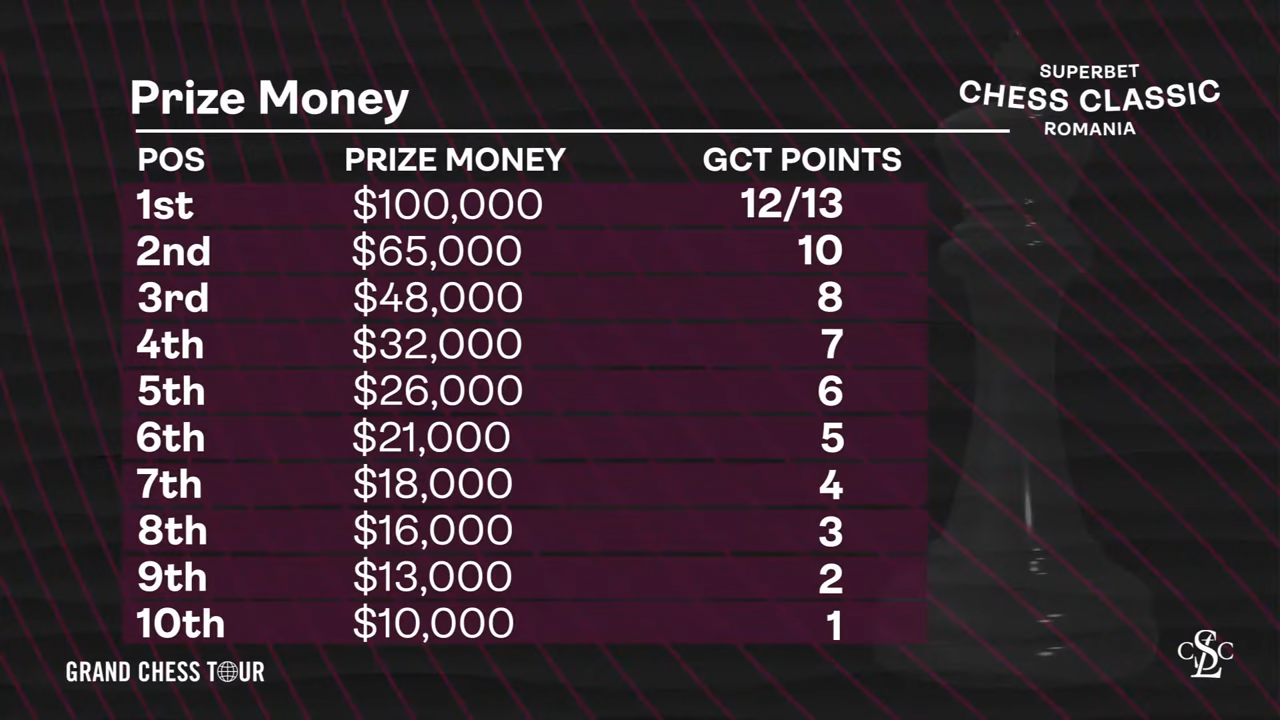 SUPERBET
CHESS CLASSIC
ROMANIA
Prize Money
POS PRIZE MONEY GCT POINTS
1st $100,000 12/13
2nd $65,000 10
3rd $48,000 8
4th $32,000 7
5th $26,000 6
6th $21,000 5
7th $18,000 4
8th $16,000 3
9th $13,000 2
10th $10,000 1
GRAND CHESS TOUR